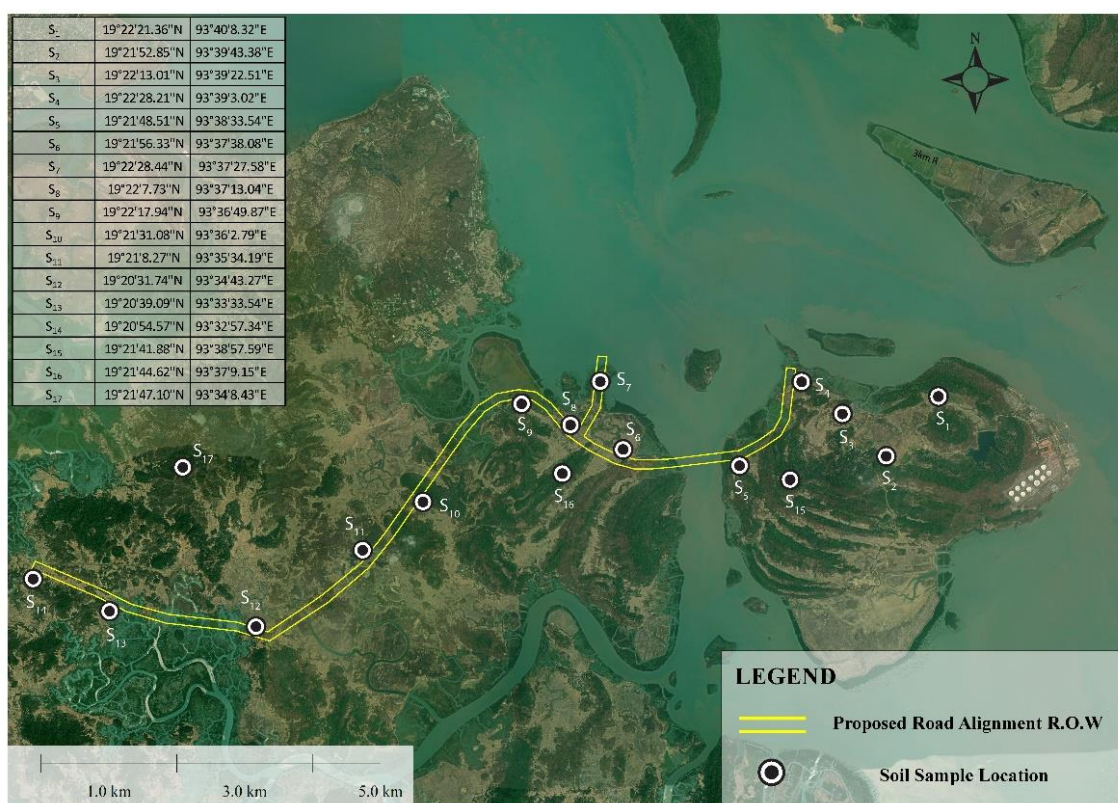 S₁ 19°22'21.36"N 93°40'8.32"E
S₂ 19°21'52.85"N 93°39'43.38"E
S₃ 19°22'13.01"N 93°39'22.51"E
S₄ 19°22'28.21"N 93°39'3.02"E
S₅ 19°21'48.51"N 93°38'33.54"E
S₆ 19°21'56.33"N 93°37'38.08"E
S₇ 19°22'28.44"N 93°37'27.58"E
S₈ 19°22'7.73"N 93°37'13.04"E
S₉ 19°22'17.94"N 93°36'49.87"E
S₁₀ 19°21'31.08"N 93°36'2.79"E
S₁₁ 19°21'8.27"N 93°35'34.19"E
S₁₂ 19°20'31.74"N 93°34'43.27"E
S₁₃ 19°20'39.09"N 93°33'33.54"E
S₁₄ 19°20'54.57"N 93°32'57.34"E
S₁₅ 19°21'41.88"N 93°38'57.59"E
S₁₆ 19°21'44.62"N 93°37'9.15"E
S₁₇ 19°21'47.10"N 93°34'8.43"E
N
3km R
S₇
S₄
S₁
S₉
S₈
S₃
S₆
S₂
S₅
S₁₇
S₁₆
S₁₅
S₁₀
S₁₁
S₁₁
S₁₃
S₁₂
LEGEND
Proposed Road Alignment R.O.W
Soil Sample Location
1.0 km 3.0 km 5.0 km